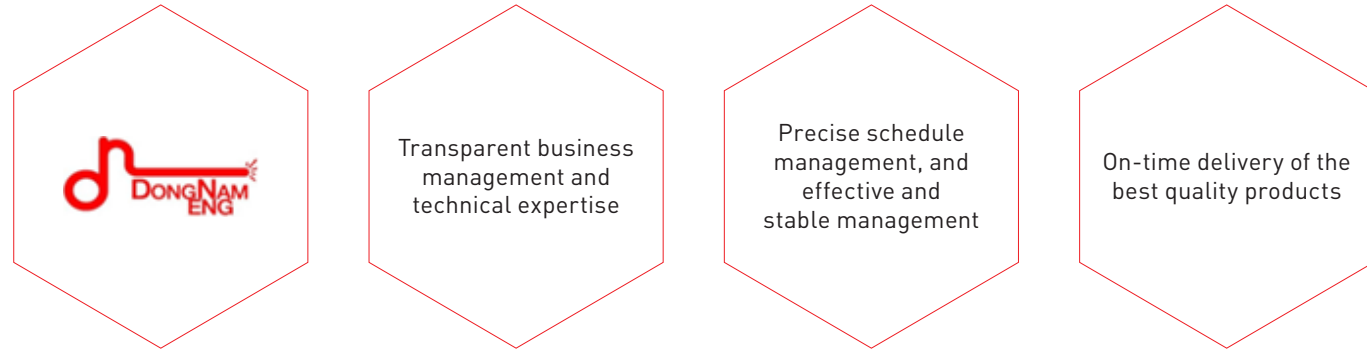 dn
DONGNAM
ENG
Transparent business
management and
technical expertise
Precise schedule
management, and
effective and
stable management
On-time delivery of the
best quality products